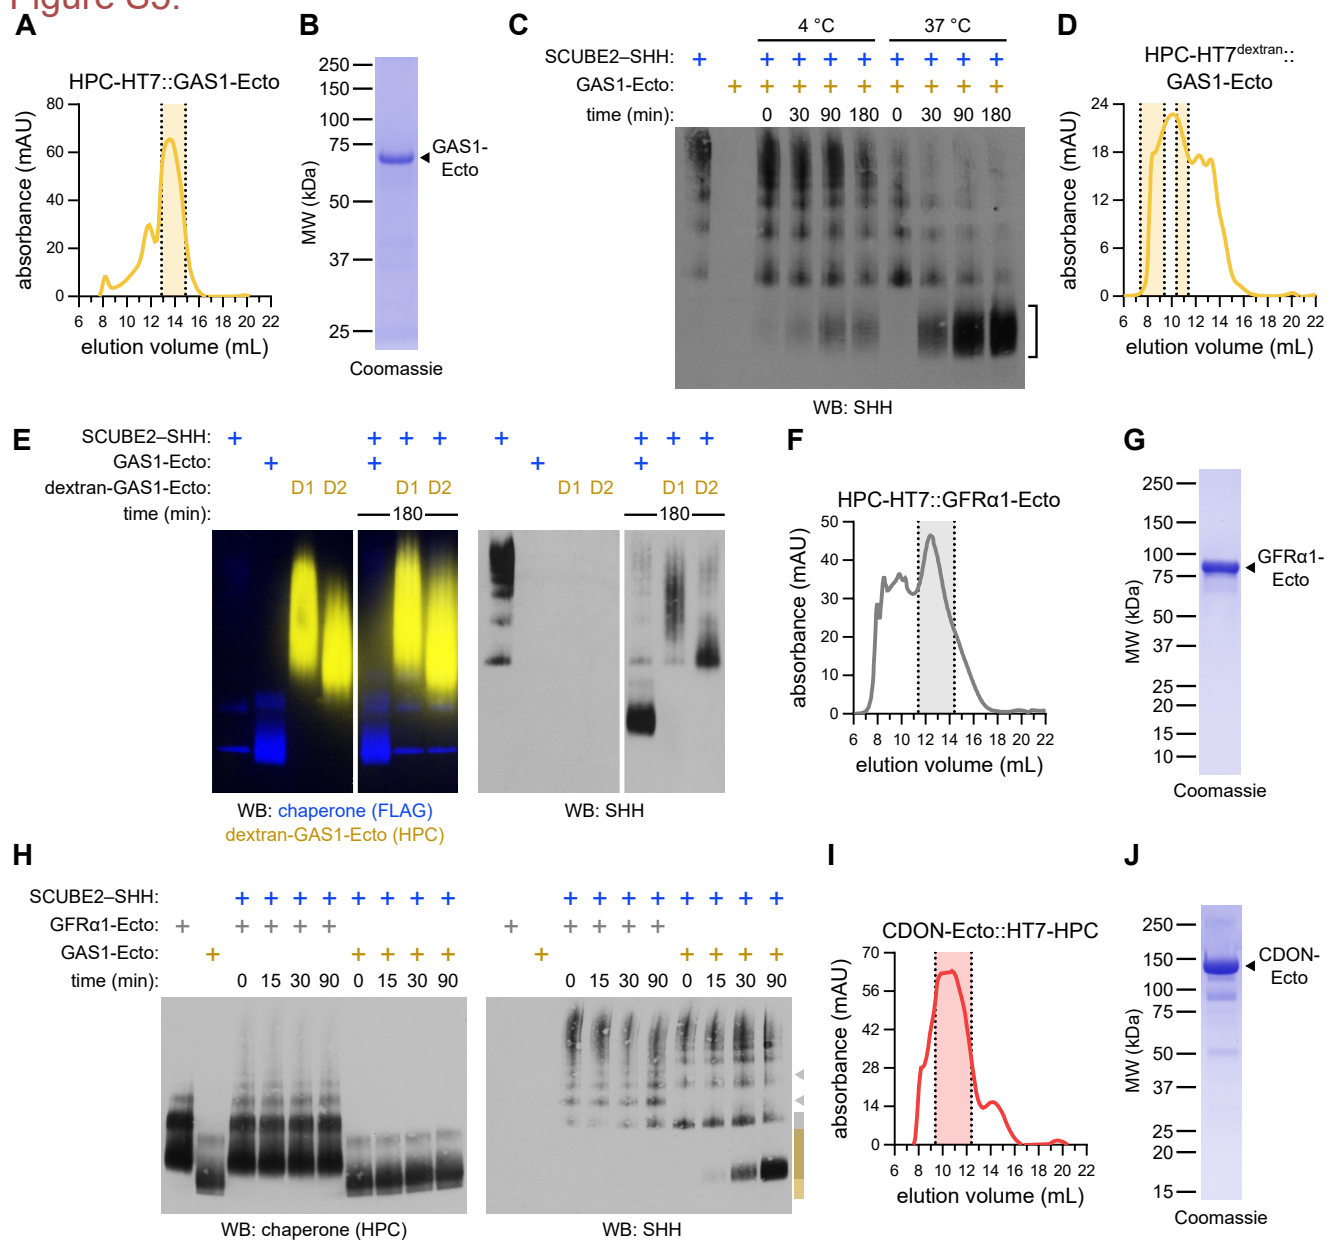 Figure S5.
A
HPC-HT7::GAS1-Ecto
absorbance (mAU)
80
60
40
20
0
6 8 10 12 14 16 18 20 22
elution volume (mL)
B
MW (kDa)
250
150
100
75
50
37
25
GAS1-
Ecto
Coomassie
C
4 °C 37 °C
SCUBE2–SHH: + + + + + + + + +
GAS1-Ecto: + + + + + + + + +
time (min): 0 30 90 180 0 30 90 180
WB: SHH
D
HPC-HT7dextran::
GAS1-Ecto
absorbance (mAU)
24
18
12
6
0
6 8 10 12 14 16 18 20 22
elution volume (mL)
E
SCUBE2–SHH: + + + + + + + +
GAS1-Ecto: + + + +
dextran-GAS1-Ecto: D1 D2 D1 D2 D1 D2 D1 D2
time (min): 180 180
WB: chaperone (FLAG)
dextran-GAS1-Ecto (HPC)
WB: SHH
F
HPC-HT7::GFRα1-Ecto
absorbance (mAU)
50
40
30
20
10
0
6 8 10 12 14 16 18 20 22
elution volume (mL)
G
MW (kDa)
250
150
100
75
50
37
25
20
15
10
GFRα1-
Ecto
Coomassie
H
SCUBE2–SHH: + + + + + + + + + + + + + + + +
GFRα1-Ecto: + + + + + + + + + +
GAS1-Ecto: + + + + + + + + + +
time (min): 0 15 30 90 0 15 30 90 0 15 30 90 0 15 30 90
WB: chaperone (HPC)
WB: SHH
I
CDON-Ecto::HT7-HPC
absorbance (mAU)
70
56
42
28
14
0
6 8 10 12 14 16 18 20 22
elution volume (mL)
J
MW (kDa)
250
150
100
75
50
37
25
20
15
CDON-
Ecto
Coomassie